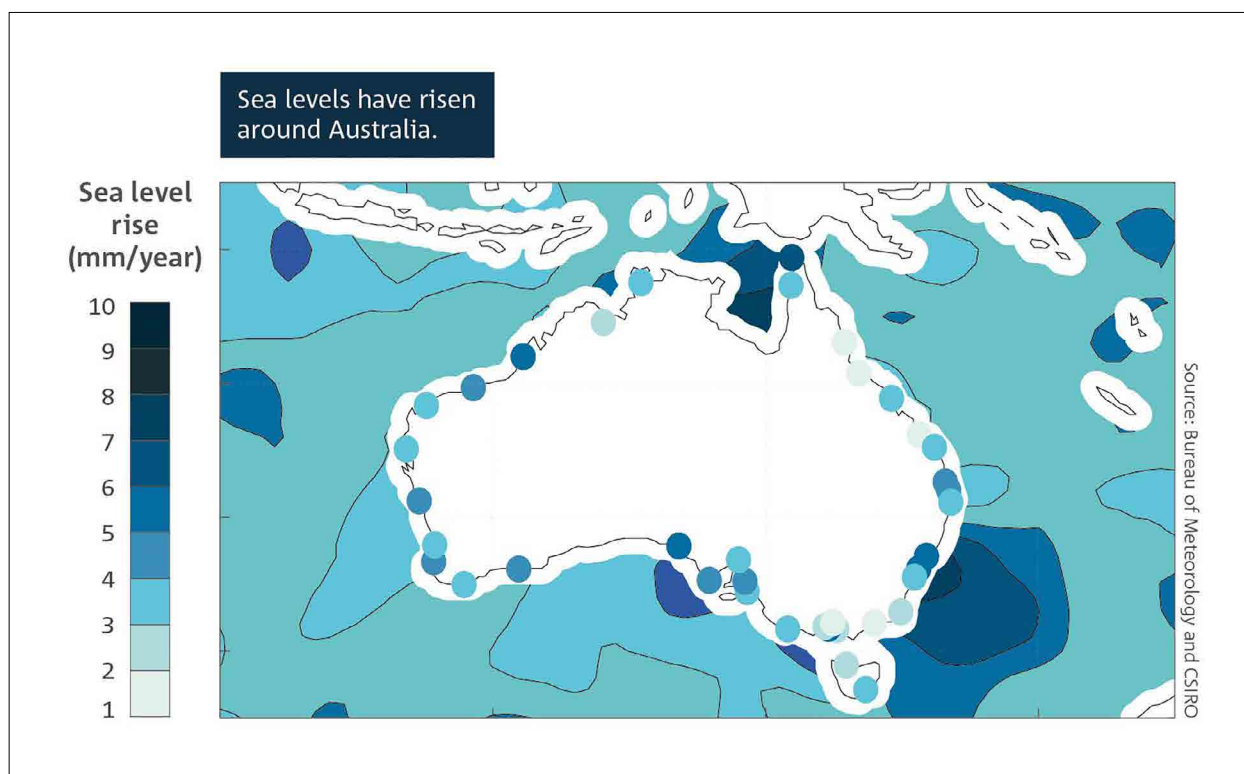 Sea levels have risen
around Australia.
Sea level
rise
(mm/year)
10
9
8
7
6
5
4
3
2
1
Source: Bureau of Meteorology and CSIRO